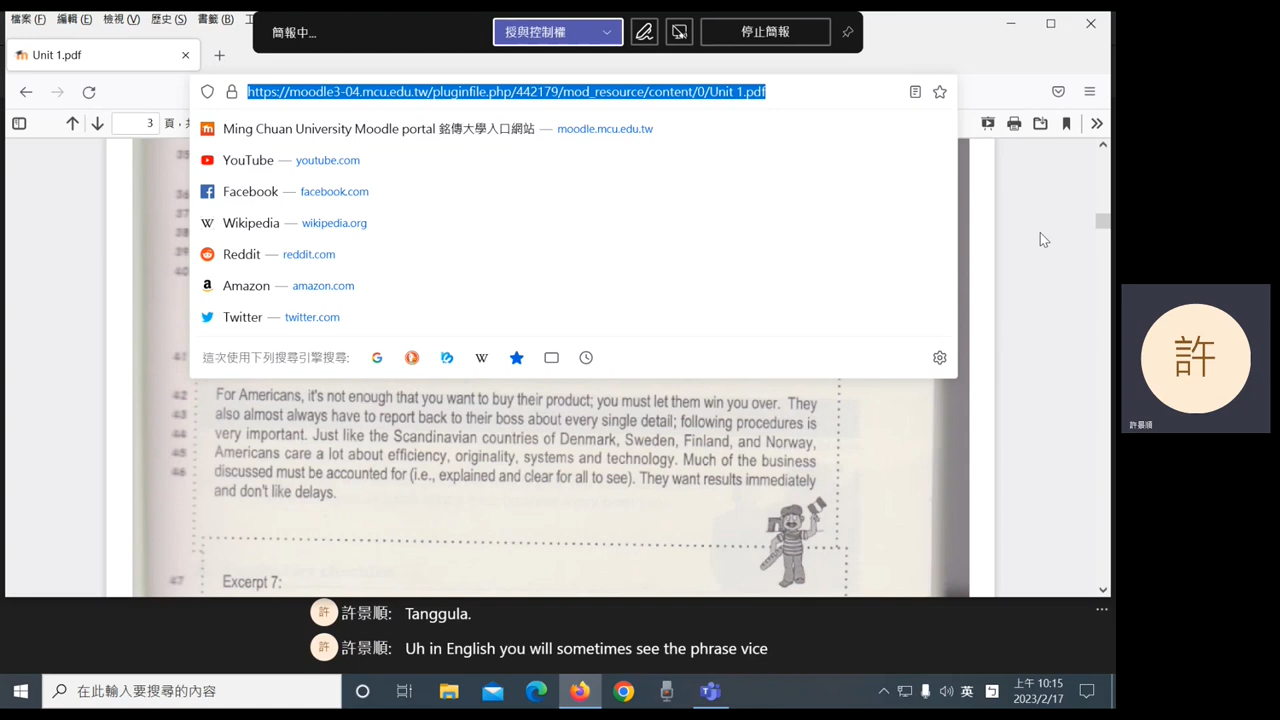 檔案 (F) 編輯 (E) 檢視 (V) 歷史 (S) 書籤 (B)
簡報中...
授與控制權
停止簡報
Unit 1.pdf
https://moodle3-04.mcu.edu.tw/pluginfile.php/442179/mod_resource/content/0/Unit 1.pdf
3 頁，
Ming Chuan University Moodle portal 銘傳大學入口網站 — moodle.mcu.edu.tw
YouTube — youtube.com
Facebook — facebook.com
Wikipedia — wikipedia.org
Reddit — reddit.com
Amazon — amazon.com
Twitter — twitter.com
這次使用下列搜尋引擎搜尋:
35
36
37
38
39
40
41
42 For Americans, it's not enough that you want to buy their product; you must let them win you over. They
43 also almost always have to report back to their boss about every single detail; following procedures is
44 very important. Just like the Scandinavian countries of Denmark, Sweden, Finland, and Norway,
45 Americans care a lot about efficiency, originality, systems and technology. Much of the business
46 discussed must be accounted for (i.e., explained and clear for all to see). They want results immediately
and don't like delays.
47 Excerpt 7:
許
許景順
許 許景順: Tanggula.
許 許景順: Uh in English you will sometimes see the phrase vice
在此輸入要搜尋的內容
英
上午 10:15
2023/2/17